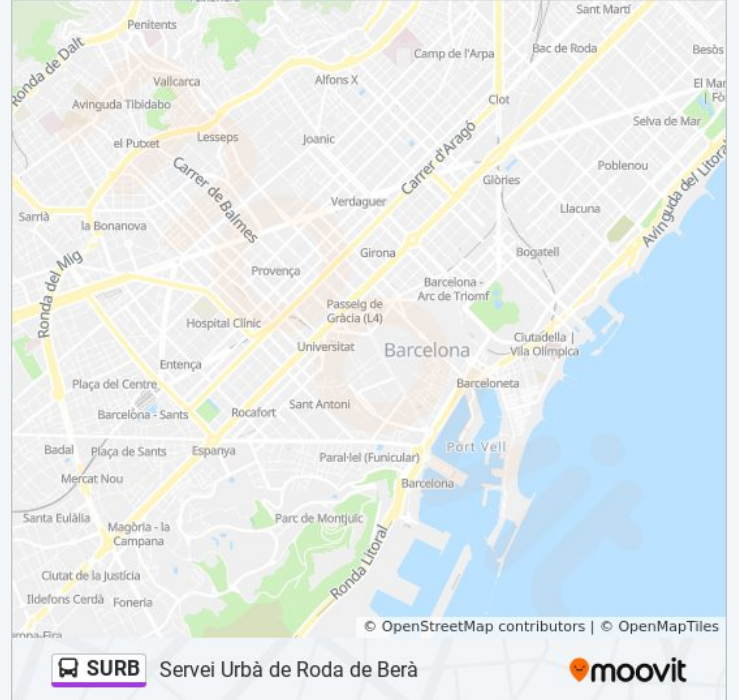 Sant Martí
Penitents
Ronda de Dalt
Camp de l'Arpa
Bac de Roda
Besòs
Vallcarca
Alfons X
El Mar
| Fò
Avinguda Tibidabo
Clot
Selva de Mar
el Putxet
Lesseps
Joanic
Carrer d'Aragó
Carrer de Balmes
Glòries
Poblenou
Avinguda del Litoral
Verdaguer
Llacuna
Sarrià
la Bonanova
Girona
Bogatell
Ronda del Mig
Provença
Barcelona -
Arc de Triomf
Passeig de
Gràcia (L4)
Hospital Clínic
Universitat
Barcelona
Ciutadella |
Vila Olímpica
Entença
Plaça del Centre
Barceloneta
Barcelona - Sants
Rocafort
Sant Antoni
Badal
Plaça de Sants
Espanya
Paral·lel (Funicular)
Port Vell
Mercat Nou
Barcelona
Santa Eulàlia
Magòria - la
Campana
Parc de Montjuïc
Ronda Litoral
Ciutat de la Justícia
Ildefons Cerdà
Foneria
ropa-Fira
© OpenStreetMap contributors | © OpenMapTiles
SURB
Servei Urbà de Roda de Berà
moovit